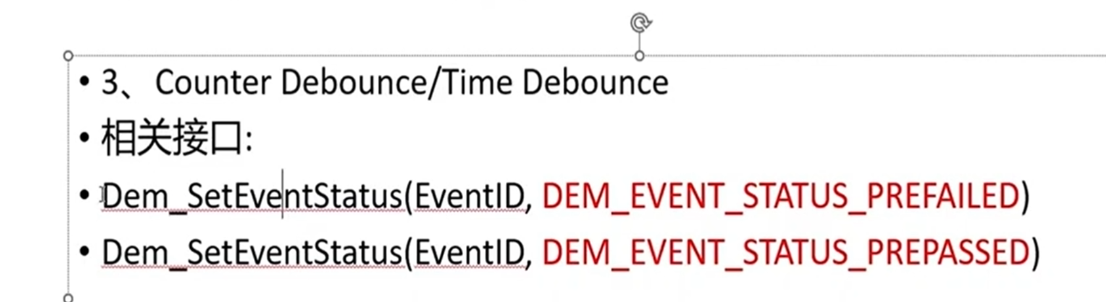 • 3、Counter Debounce/Time Debounce
• 相关接口:
• Dem_SetEventStatus(EventID, DEM_EVENT_STATUS_PREFAILED)
• Dem_SetEventStatus(EventID, DEM_EVENT_STATUS_PREPASSED)